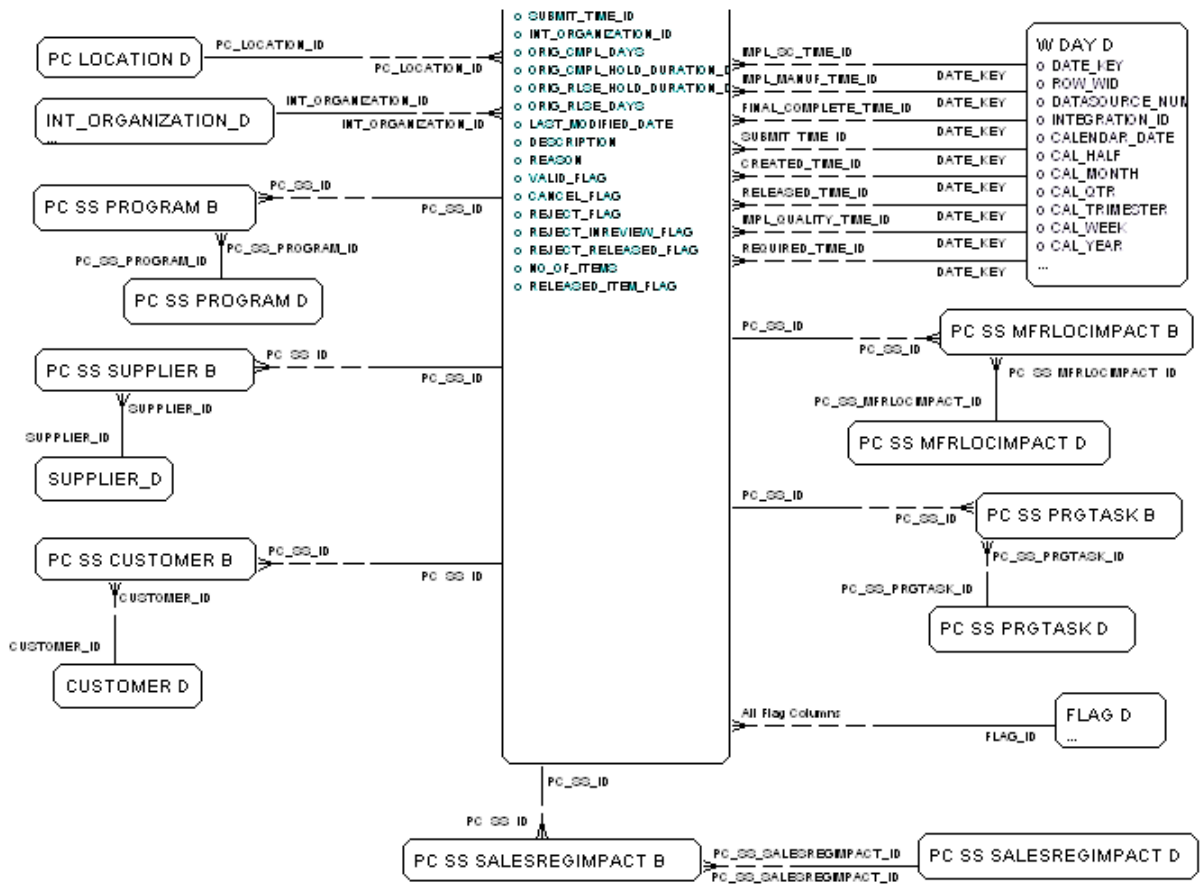 SUBMIT_TIME_ID
INT_ORGANIZATION_ID
ORIG_CMPL_DAYS
ORIG_CMPL_HOLD_DURATION_D
ORIG_RLSE_HOLD_DURATION_D
ORIG_RLSE_DAYS
LAST_MODIFIED_DATE
DESCRIPTION
REASON
VALID_FLAG
CANCEL_FLAG
REJECT_FLAG
REJECT_INREVIEW_FLAG
REJECT_RELEASED_FLAG
NO_OF_ITEMS
RELEASED_ITEM_FLAG
PC LOCATION D
PC_LOCATION_ID
PC_LOCATION_ID
INT_ORGANIZATION_D
...
INT_ORGANIZATION_ID
INT_ORGANIZATION_ID
PC SS PROGRAM B
PC_SS_ID
PC_SS_ID
PC_SS_PROGRAM_ID
PC_SS_PROGRAM_ID
PC SS PROGRAM D
PC SS SUPPLIER B
PC SS ID
PC_SS_ID
SUPPLIER_ID
SUPPLIER_ID
SUPPLIER_D
PC SS CUSTOMER B
PC_SS_ID
PC SS ID
CUSTOMER_ID
CUSTOMER_ID
CUSTOMER D
IMPL_SC_TIME_ID
DATE_KEY
IMPL_MANUF_TIME_ID
DATE_KEY
FINAL_COMPLETE_TIME_ID
DATE_KEY
SUBMIT TIME ID
DATE_KEY
CREATED_TIME_ID
DATE_KEY
RELEASED_TIME_ID
DATE_KEY
IMPL_QUALITY_TIME_ID
DATE_KEY
REQUIRED_TIME_ID
DATE_KEY
W DAY D
DATE_KEY
ROW_WID
DATASOURCE_NUM
INTEGRATION_ID
CALENDAR_DATE
CAL_HALF
CAL_MONTH
CAL_QTR
CAL_TRIMESTER
CAL_WEEK
CAL_YEAR
...
PC_SS_ID
PC_SS_ID
PC SS MFRLOCIMPACT B
PC SS MFRLOCIMPACT ID
PC_SS_MFRLOCIMPACT_ID
PC SS MFRLOCIMPACT D
PC_SS_ID
PC_SS_ID
PC SS PRGTASK B
PC_SS_PRGTASK_ID
PC_SS_PRGTASK_ID
PC SS PRGTASK D
All Flag Columns
FLAG_ID
FLAG D
...
PC_SS_ID
PC SS ID
PC SS SALESREGIMPACT B
PC_SS_SALESREGIMPACT_ID
PC_SS_SALESREGIMPACT_ID
PC SS SALESREGIMPACT D